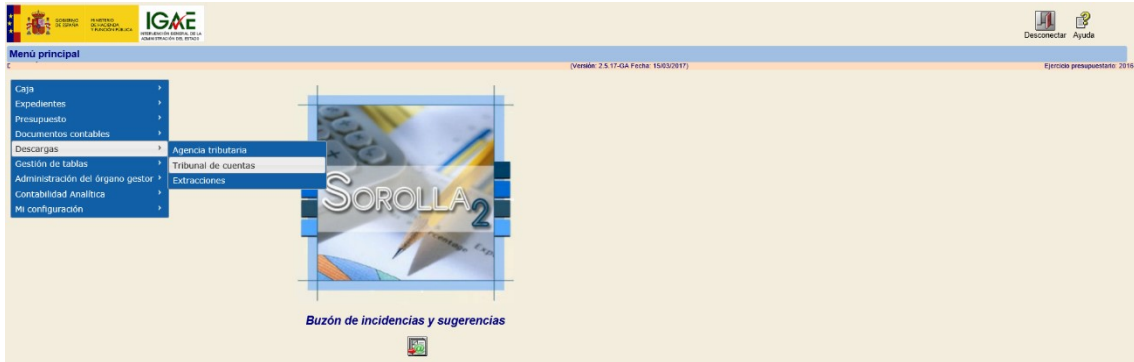 GOBIERNO
DE ESPAÑA
MINISTERIO
DE HACIENDA
Y FUNCIÓN PÚBLICA
IGAE
INTERVENCIÓN GENERAL DE LA
ADMINISTRACIÓN DEL ESTADO
Desconectar Ayuda
Menú principal
(Versión: 2.5.17-GA Fecha: 15/03/2017)
Ejercicio presupuestario: 2016
Caja
Expedientes
Presupuesto
Documentos contables
Descargas
Gestión de tablas
Administración del órgano gestor
Contabilidad Analítica
Mi configuración
Agencia tributaria
Tribunal de cuentas
Extracciones
SOROLLA2
Buzón de incidencias y sugerencias